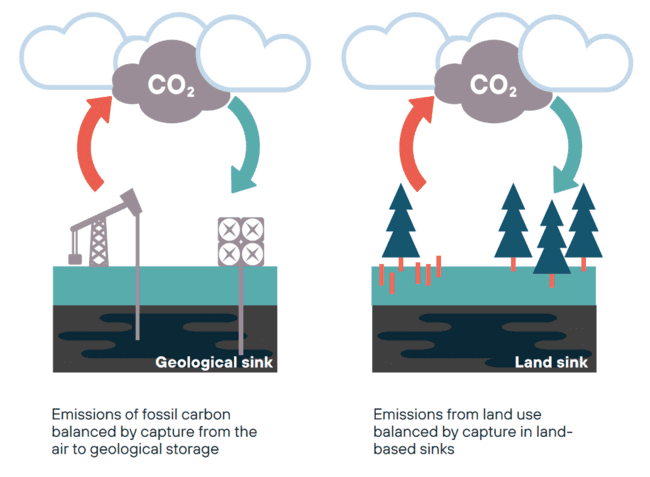 CO₂
Geological sink
Emissions of fossil carbon
balanced by capture from the
air to geological storage
CO₂
Land sink
Emissions from land use
balanced by capture in land-
based sinks